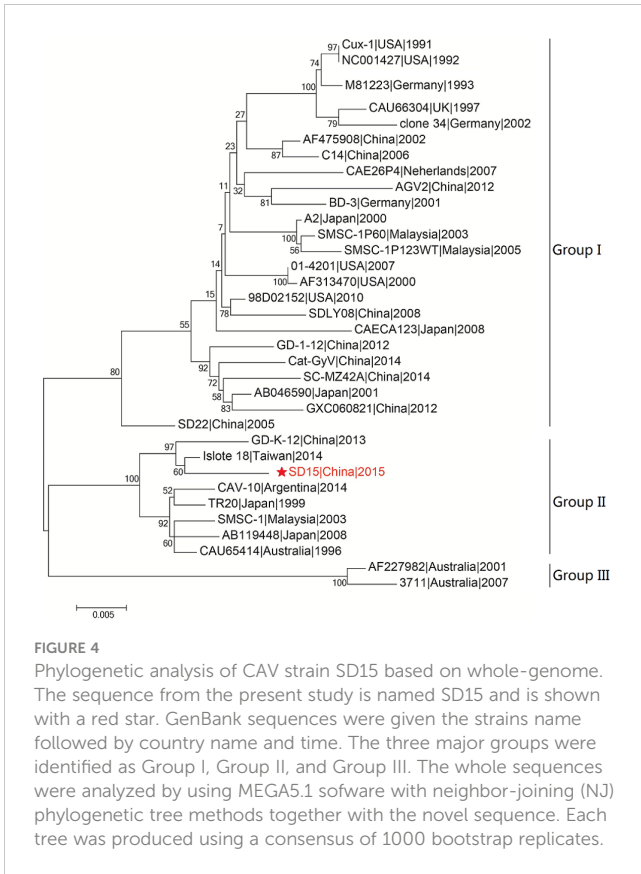 Cux-1|USA|1991
97
NC001427|USA|1992
74
M81223|Germany|1993
100
CAU66304|UK|1997
79
clone 34|Germany|2002
27
AF475908|China|2002
87
C14|China|2006
23
CAE26P4|Neherlands|2007
32
AGV2|China|2012
11
81
BD-3|Germany|2001
A2|Japan|2000
7
100
SMSC-1P60|Malaysia|2003
56
SMSC-1P123WT|Malaysia|2005
Group I
14
01-4201|USA|2007
100
AF313470|USA|2000
15
98D02152|USA|2010
78
SDLY08|China|2008
CAECA123|Japan|2008
55
GD-1-12|China|2012
92
Cat-GyV|China|2014
72
SC-MZ42A|China|2014
80
58
AB046590|Japan|2001
83
GXC060821|China|2012
SD22|China|2005
GD-K-12|China|2013
97
Islote 18|Taiwan|2014
60
★SD15|China|2015
100
CAV-10|Argentina|2014
52
TR20|Japan|1999
Group II
92
SMSC-1|Malaysia|2003
AB119448|Japan|2008
60
CAU65414|Australia|1996
AF227982|Australia|2001
100
3711|Australia|2007
Group III
0.005
FIGURE 4
Phylogenetic analysis of CAV strain SD15 based on whole-genome.
The sequence from the present study is named SD15 and is shown
with a red star. GenBank sequences were given the strains name
followed by country name and time. The three major groups were
identified as Group I, Group II, and Group III. The whole sequences
were analyzed by using MEGA5.1 sofware with neighbor-joining (NJ)
phylogenetic tree methods together with the novel sequence. Each
tree was produced using a consensus of 1000 bootstrap replicates.